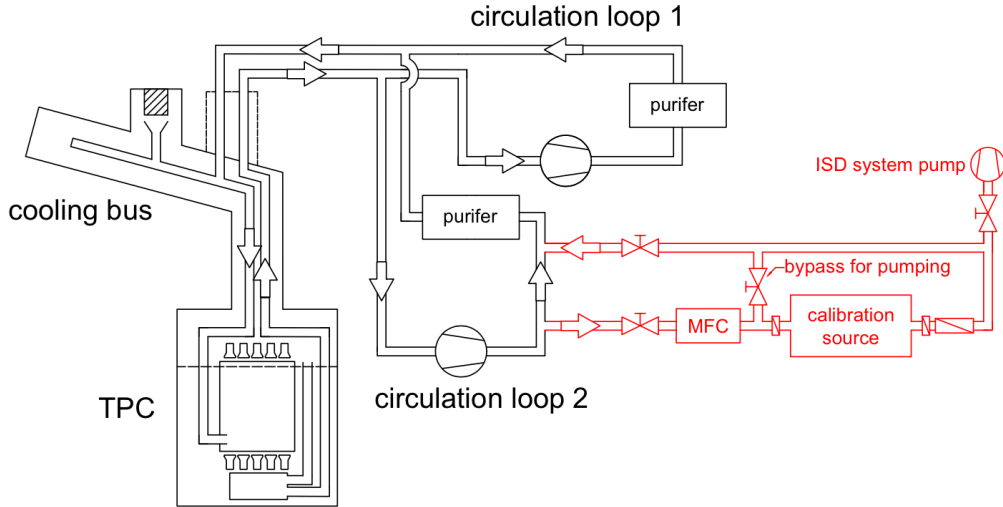 circulation loop 1
purifer
ISD system pump
cooling bus
purifer
bypass for pumping
MFC
calibration
source
TPC
circulation loop 2